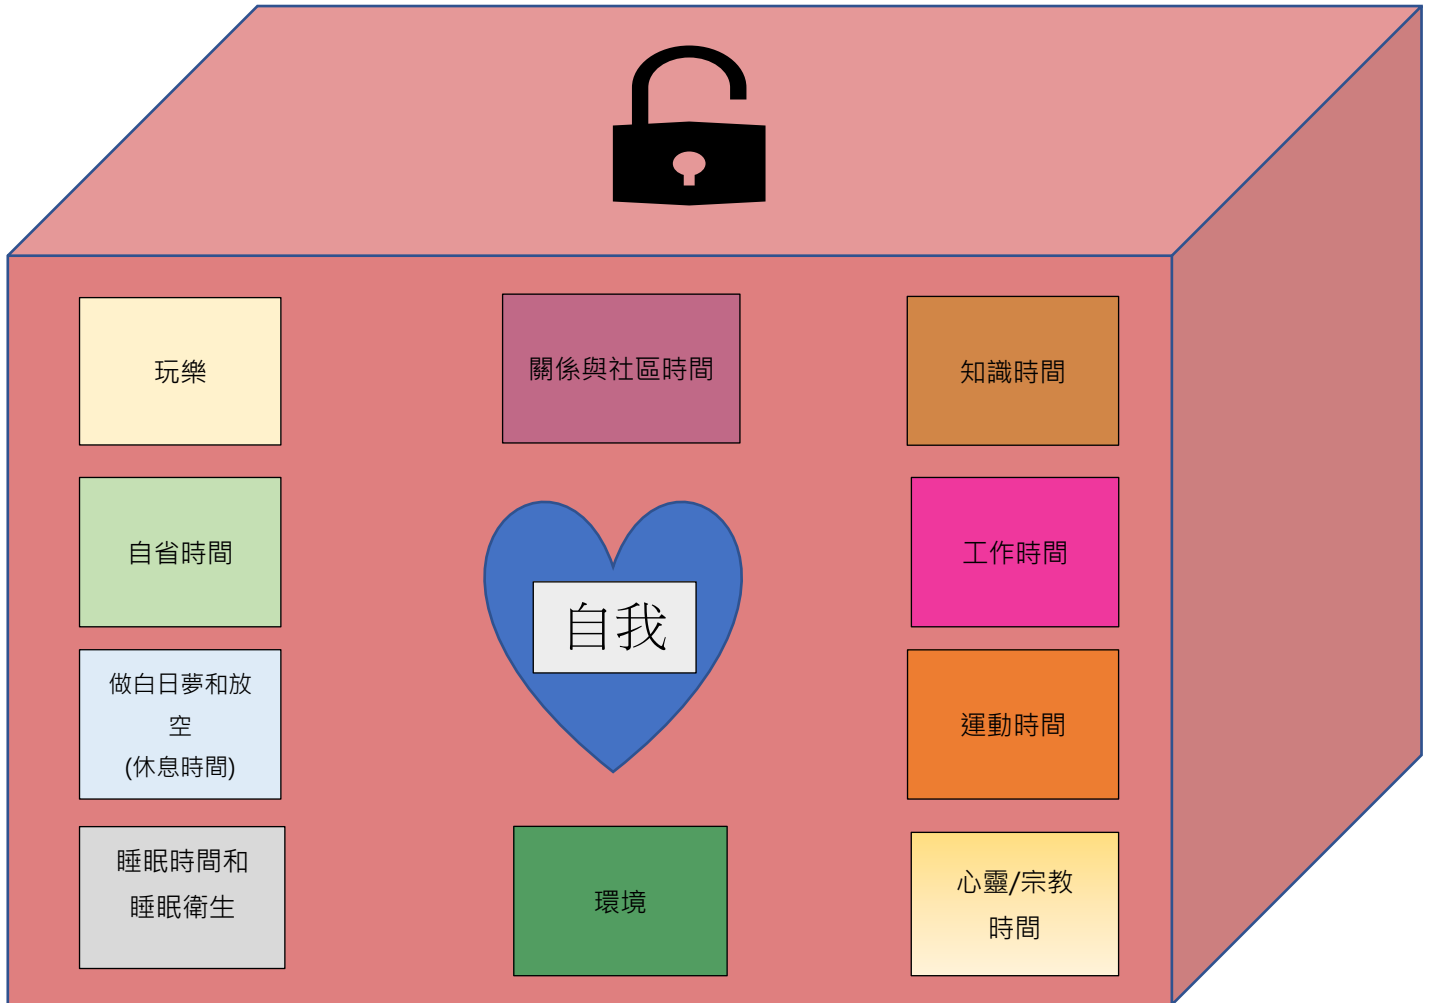 玩樂
關係與社區時間
知識時間
自省時間
自我
工作時間
做白日夢和放
空
(休息時間)
運動時間
睡眠時間和
睡眠衛生
環境
心靈/宗教
時間